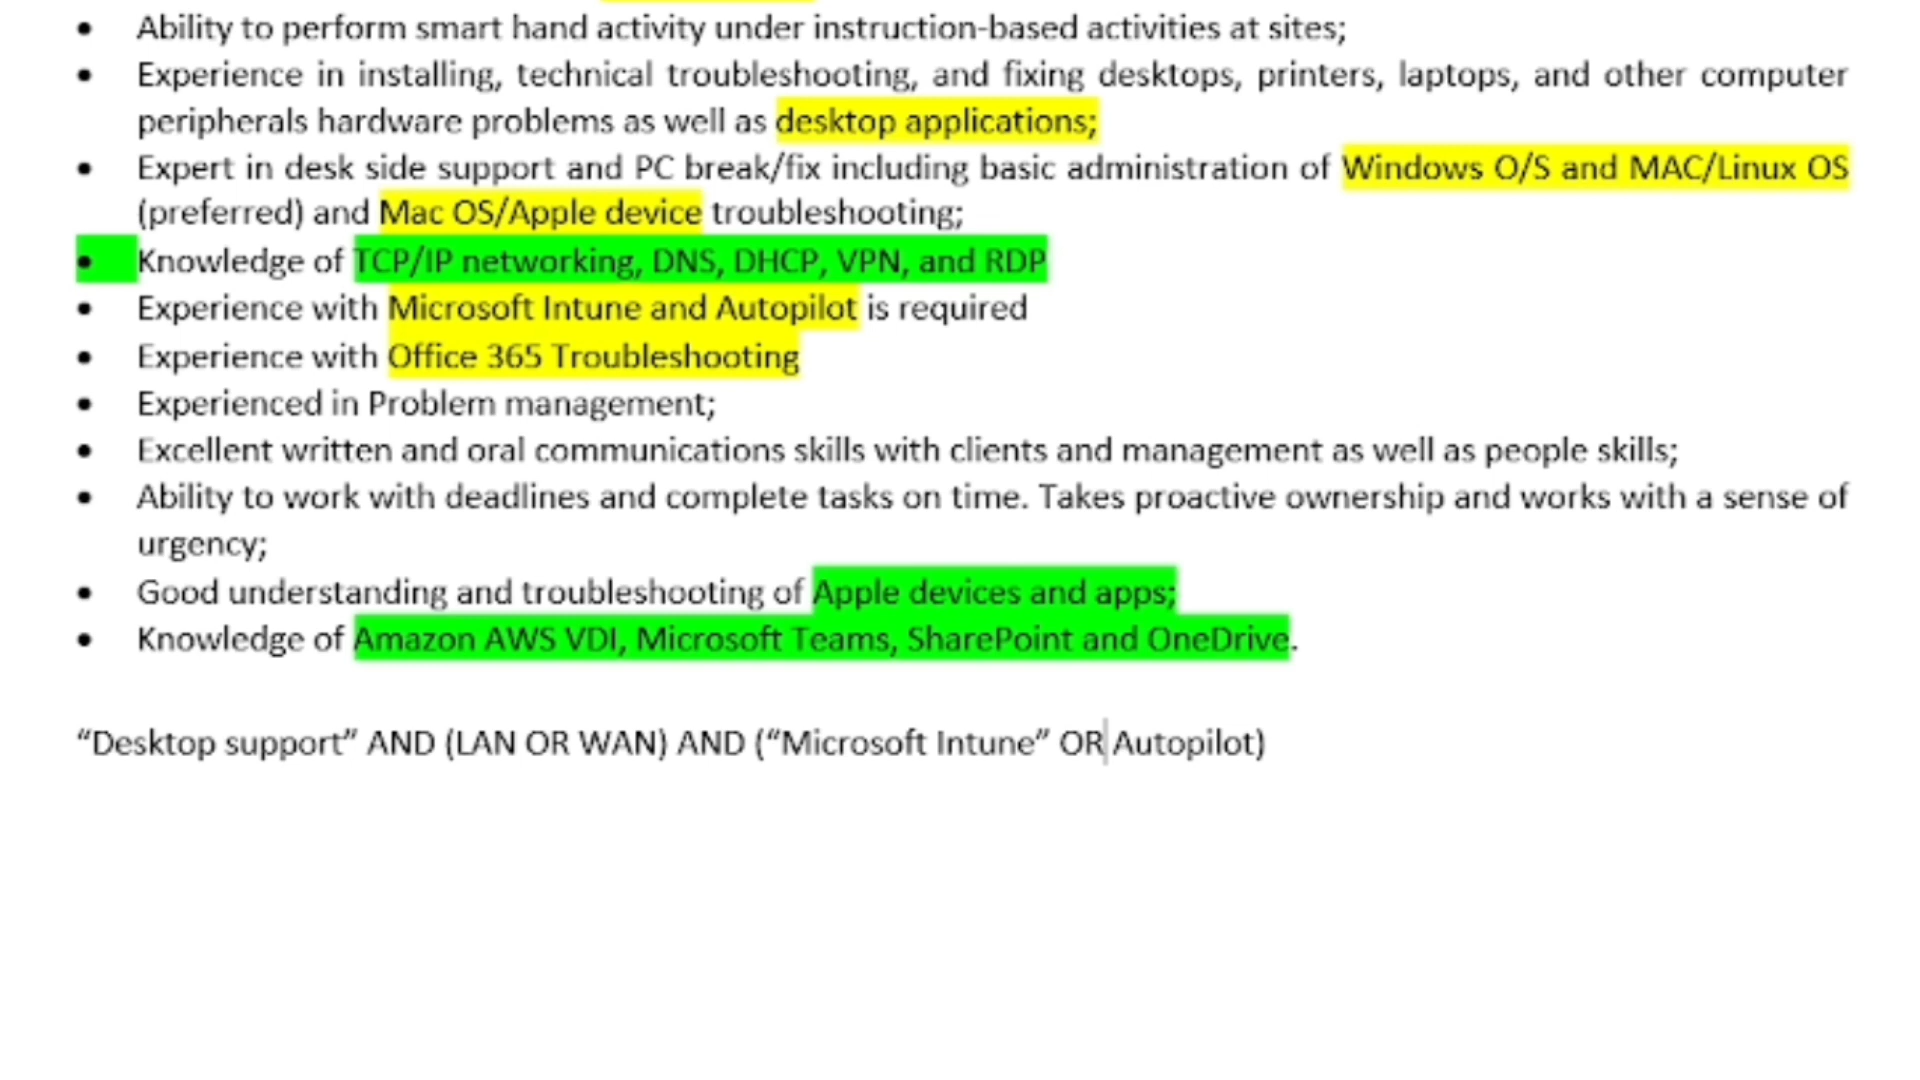 • Ability to perform smart hand activity under instruction-based activities at sites;
• Experience in installing, technical troubleshooting, and fixing desktops, printers, laptops, and other computer
peripherals hardware problems as well as desktop applications;
• Expert in desk side support and PC break/fix including basic administration of Windows O/S and MAC/Linux OS
(preferred) and Mac OS/Apple device troubleshooting;
• Knowledge of TCP/IP networking, DNS, DHCP, VPN, and RDP
• Experience with Microsoft Intune and Autopilot is required
• Experience with Office 365 Troubleshooting
• Experienced in Problem management;
• Excellent written and oral communications skills with clients and management as well as people skills;
• Ability to work with deadlines and complete tasks on time. Takes proactive ownership and works with a sense of
urgency;
• Good understanding and troubleshooting of Apple devices and apps;
• Knowledge of Amazon AWS VDI, Microsoft Teams, SharePoint and OneDrive.
“Desktop support” AND (LAN OR WAN) AND (“Microsoft Intune” OR Autopilot)